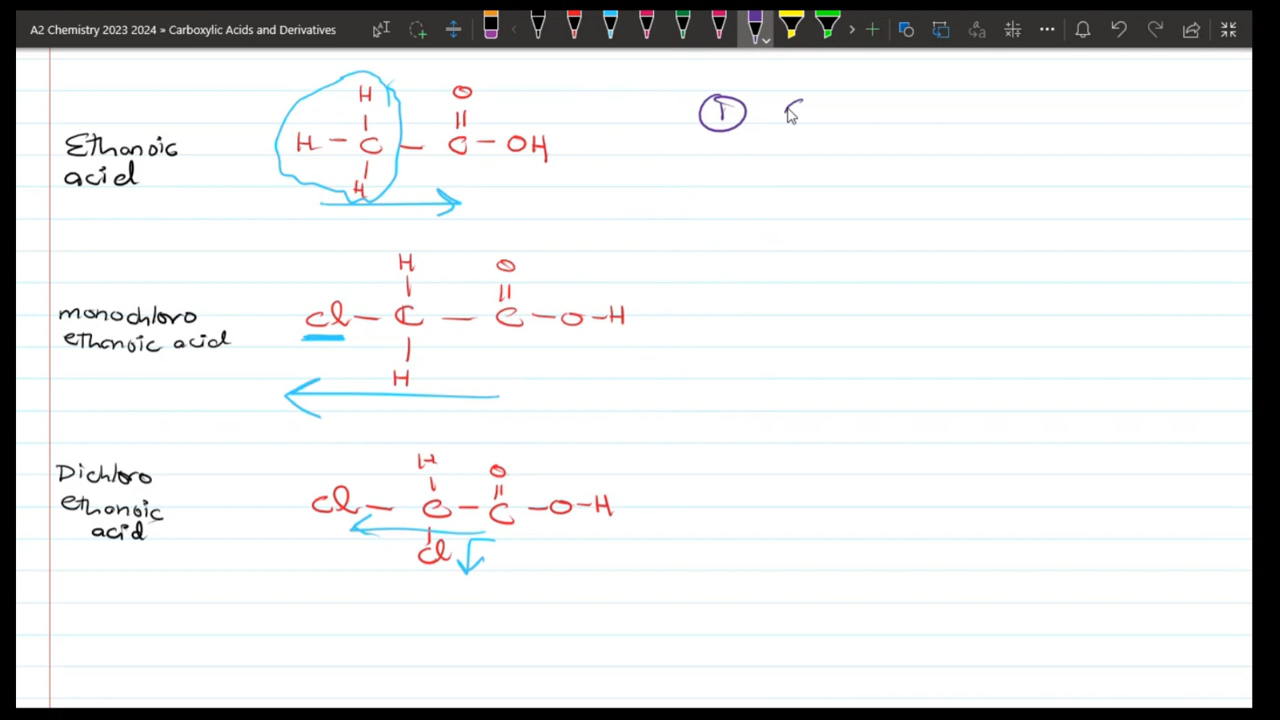 A2 Chemistry 2023 2024 » Carboxylic Acids and Derivatives
H O
Ethanoic H - C - C - OH
acid H
H O
monochloro Cl - C - C - O - H
ethanoic acid
H
Dichloro H O
ethanoic Cl - C - C - O - H
acid Cl